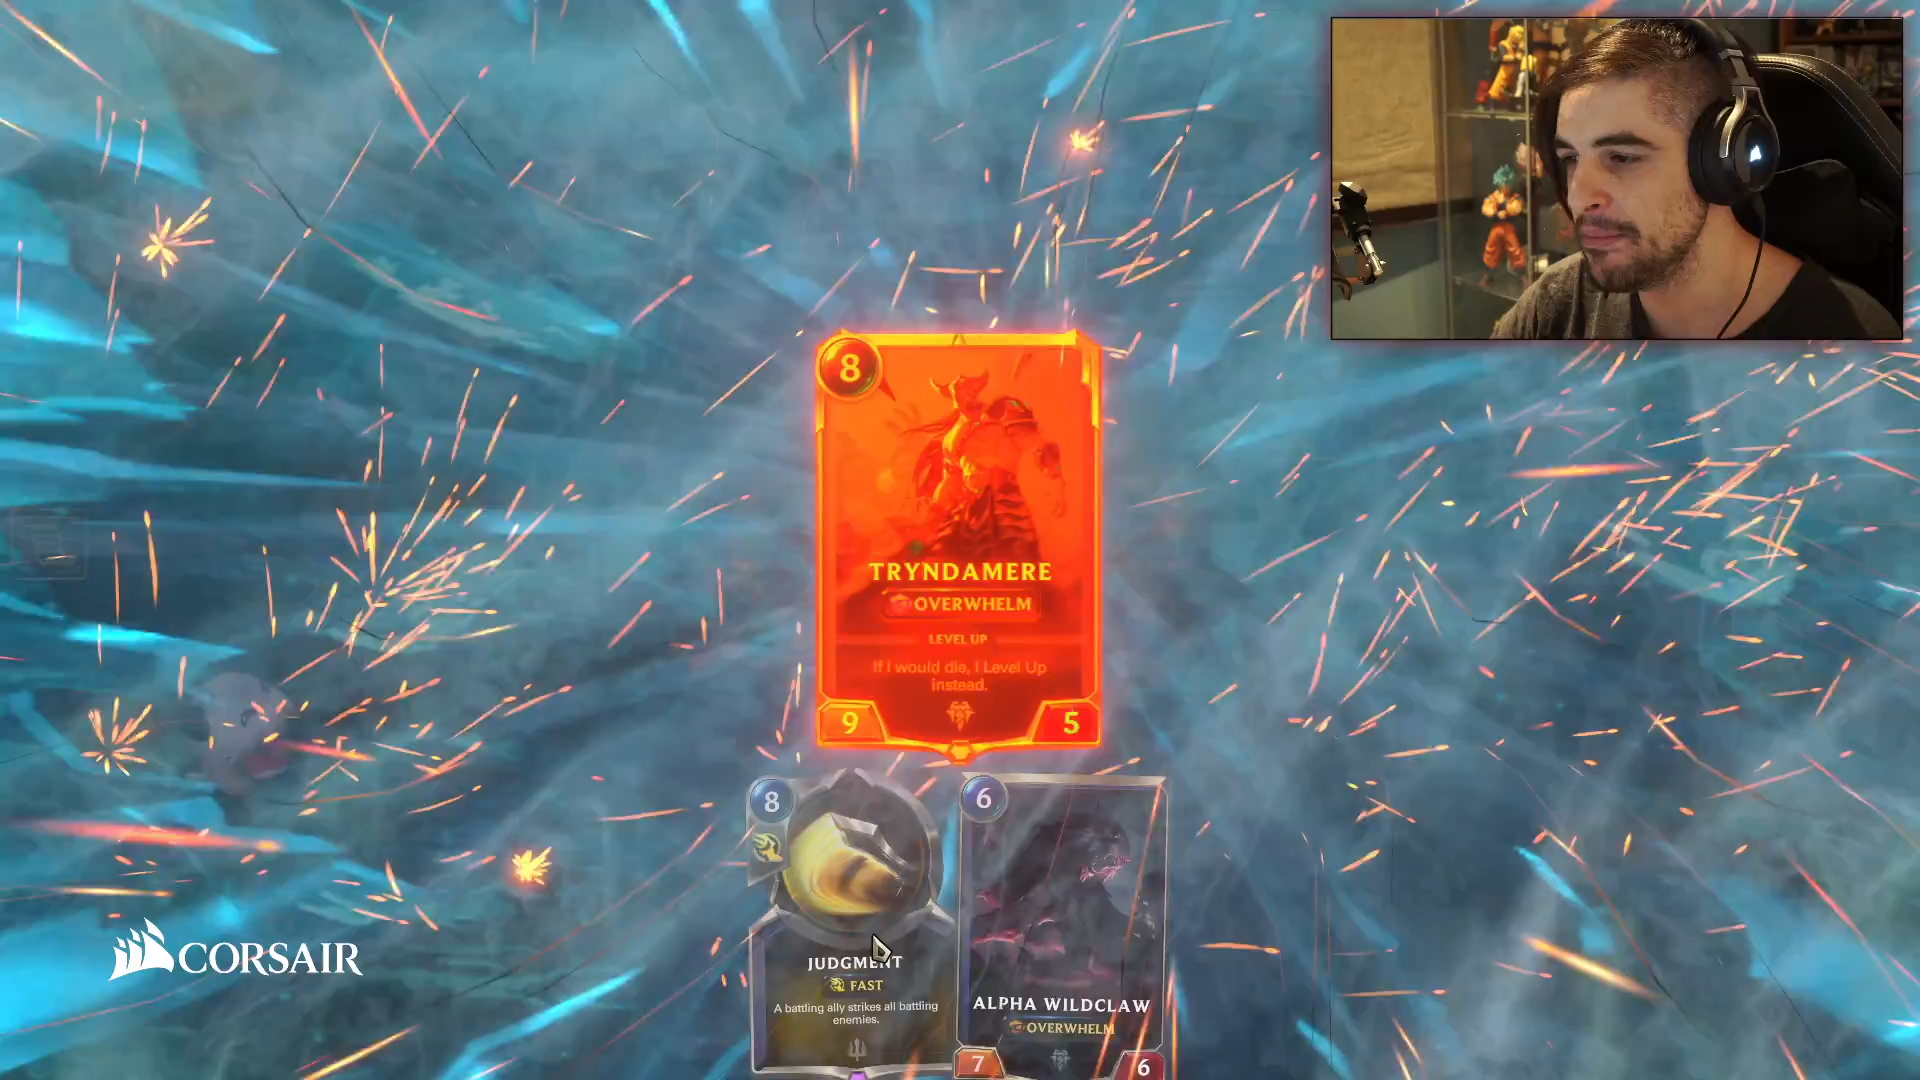 8
TRYNDAMERE
OVERWHELM
LEVEL UP
If I would die, I Level Up
instead.
9
5
8
JUDGMENT
FAST
A battling ally strikes all battling
enemies.
6
ALPHA WILDCLAW
OVERWHELM
7
6
CORSAIR